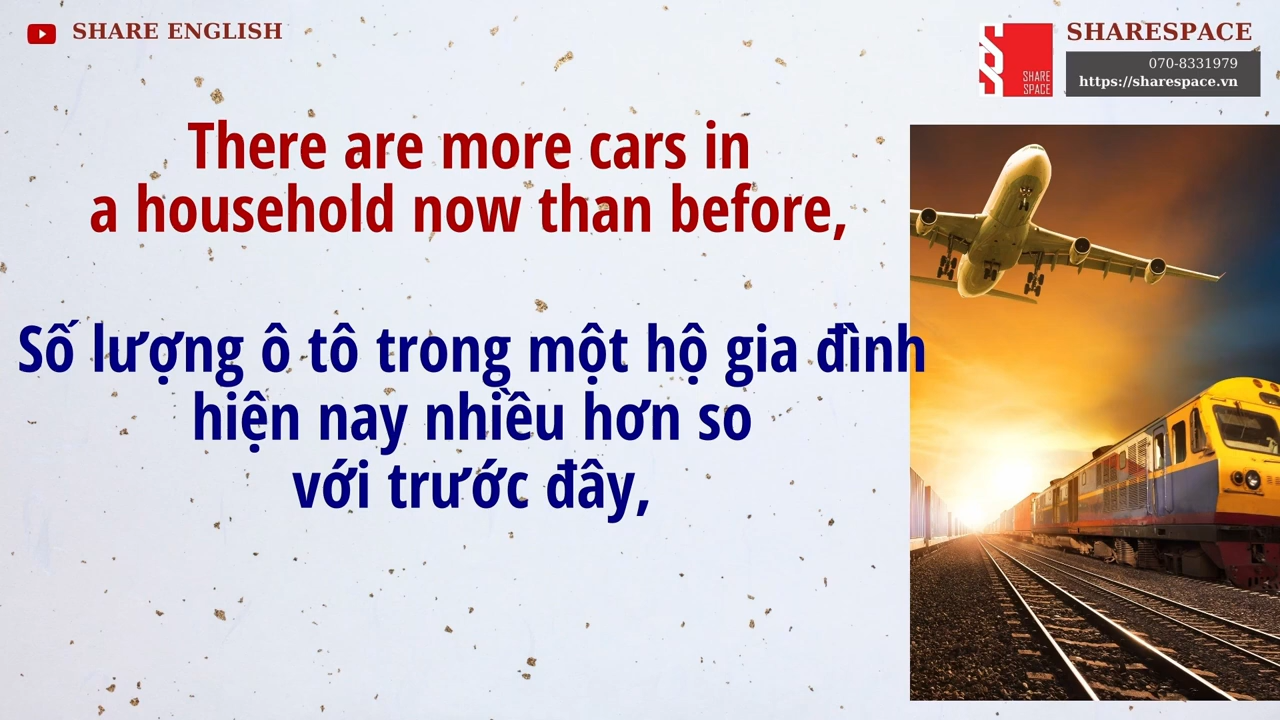 SHARE ENGLISH
SHARESPACE
070-8331979
https://sharespace.vn
SHARE
SPACE
There are more cars in
a household now than before,
Số lượng ô tô trong một hộ gia đình
hiện nay nhiều hơn so
với trước đây,